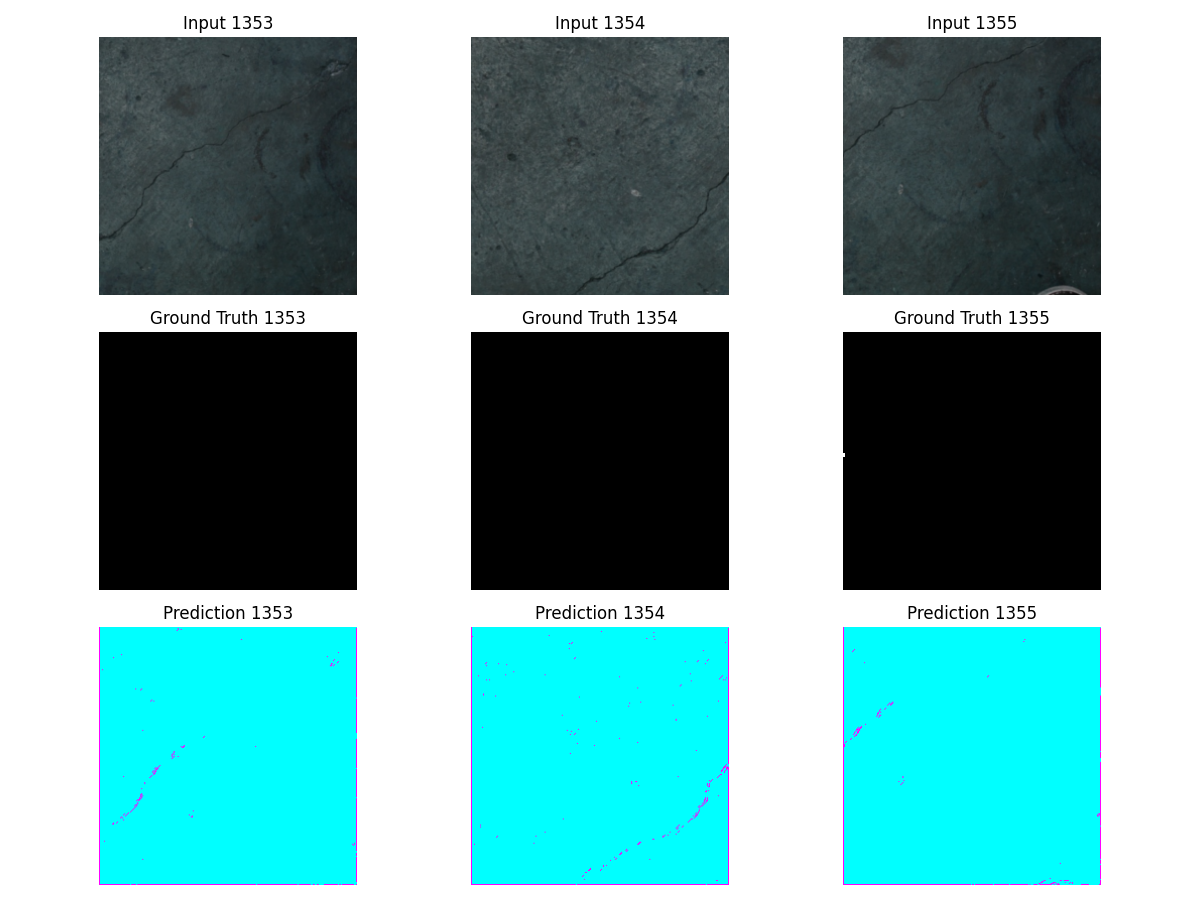 Input 1353
Input 1354
Input 1355
Ground Truth 1353
Ground Truth 1354
Ground Truth 1355
Prediction 1353
Prediction 1354
Prediction 1355